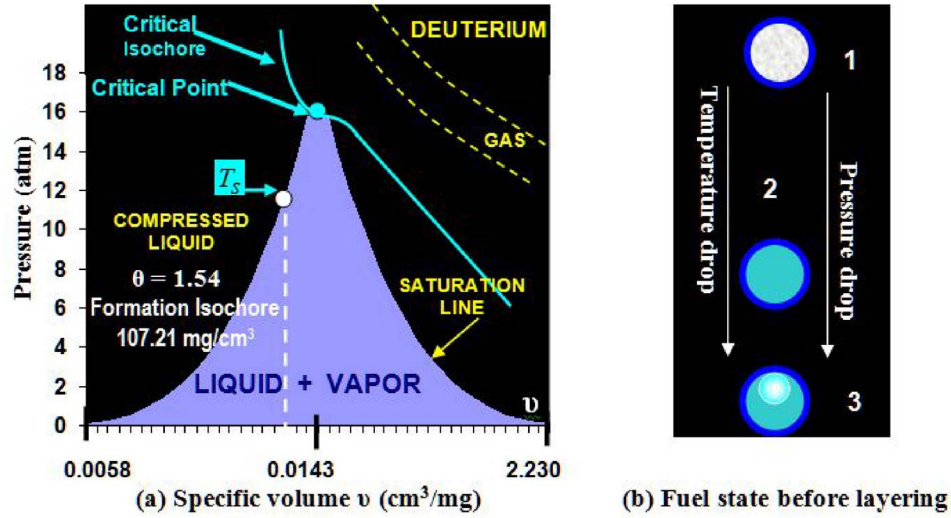 Critical
Isochore
DEUTERIUM
Critical Point
GAS
18
16
14
12
10
8
6
4
2
0
Pressure (atm)
Ts
COMPRESSED
LIQUID
θ = 1.54
Formation Isochore
107.21 mg/cm³
SATURATION
LINE
LIQUID + VAPOR
υ
0.0058
0.0143
2.230
(a) Specific volume υ (cm³/mg)
1
Temperature drop
Pressure drop
2
3
(b) Fuel state before layering